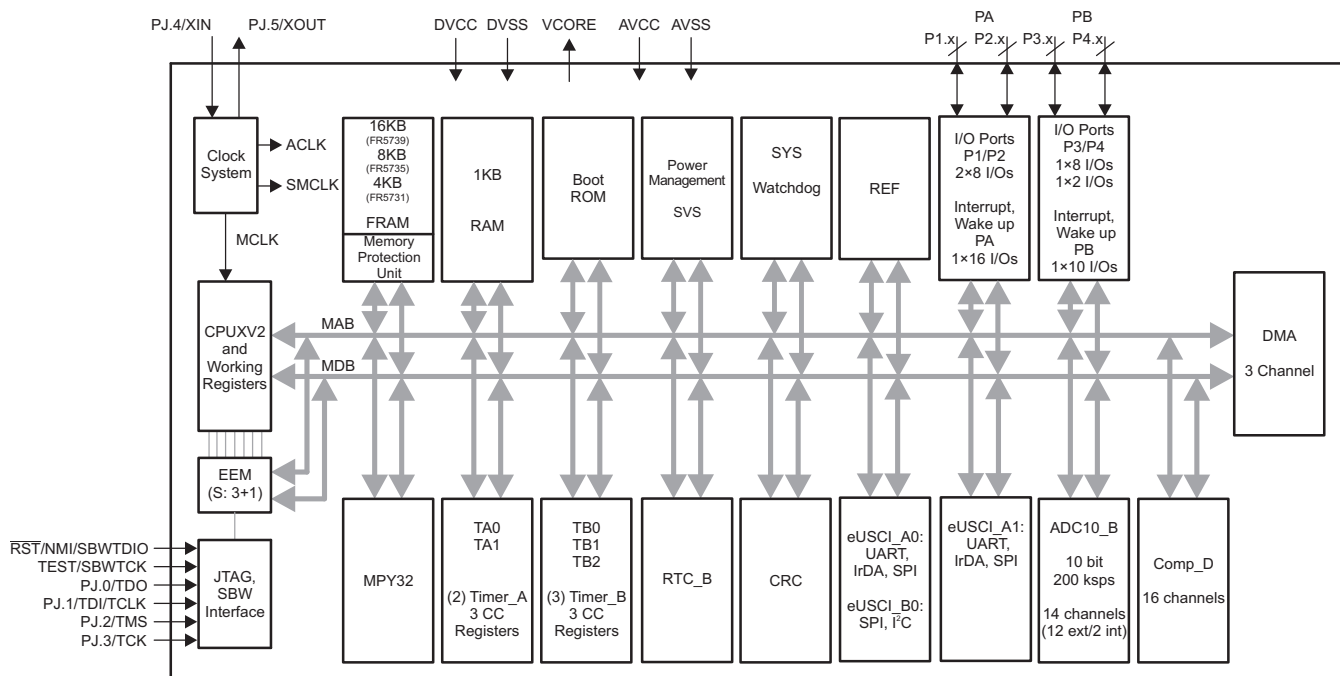 PJ.4/XIN
PJ.5/XOUT
DVCC
DVSS
VCORE
AVCC
AVSS
PA
PB
P1.x
P2.x
P3.x
P4.x
Clock
System
ACLK
SMCLK
MCLK
16KB
(FR5739)
8KB
(FR5735)
4KB
(FR5731)
FRAM
Memory
Protection
Unit
1KB
RAM
Boot
ROM
Power
Management
SVS
SYS
Watchdog
REF
I/O Ports
P1/P2
2×8 I/Os
Interrupt,
Wake up
PA
1×16 I/Os
I/O Ports
P3/P4
1×8 I/Os
1×2 I/Os
Interrupt,
Wake up
PB
1×10 I/Os
CPUXV2
and
Working
Registers
MAB
MDB
DMA
3 Channel
EEM
(S: 3+1)
RST/NMI/SBWTDIO
TEST/SBWTCK
PJ.0/TDO
PJ.1/TDI/TCLK
PJ.2/TMS
PJ.3/TCK
JTAG,
SBW
Interface
MPY32
TA0
TA1
(2) Timer_A
3 CC
Registers
TB0
TB1
TB2
(3) Timer_B
3 CC
Registers
RTC_B
CRC
eUSCI_A0:
UART,
IrDA, SPI
eUSCI_B0:
SPI, I²C
eUSCI_A1:
UART,
IrDA, SPI
ADC10_B
10 bit
200 ksps
14 channels
(12 ext/2 int)
Comp_D
16 channels